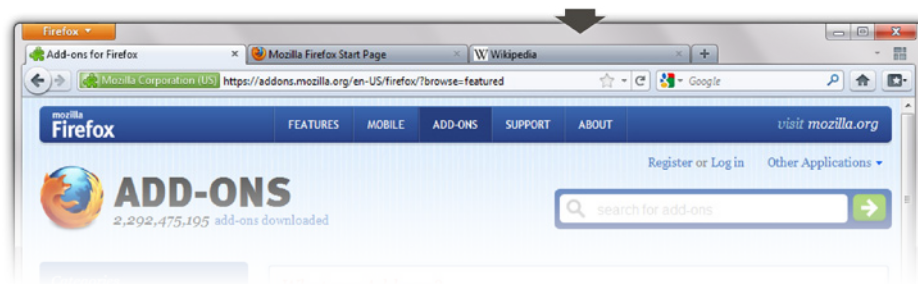 Firefox
Add-ons for Firefox
Mozilla Firefox Start Page
Wikipedia
Mozilla Corporation (US) https://addons.mozilla.org/en-US/firefox/?browse=featured
Google
mozilla
Firefox
FEATURES MOBILE ADD-ONS SUPPORT ABOUT
visit mozilla.org
Register or Log in Other Applications
ADD-ONS
2,292,475,195 add-ons downloaded
search for add-ons